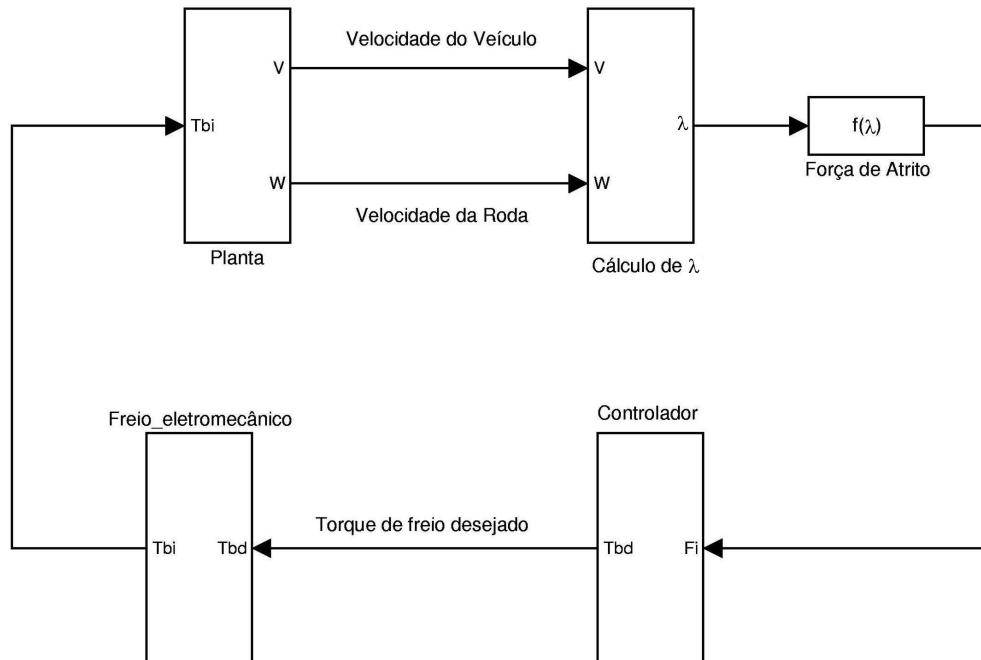 Velocidade do Veículo
V
V
Tbi
λ
f(λ)
Força de Atrito
W
W
Velocidade da Roda
Planta
Cálculo de λ
Freio_eletromecânico
Controlador
Torque de freio desejado
Tbi
Tbd
Tbd
Fi